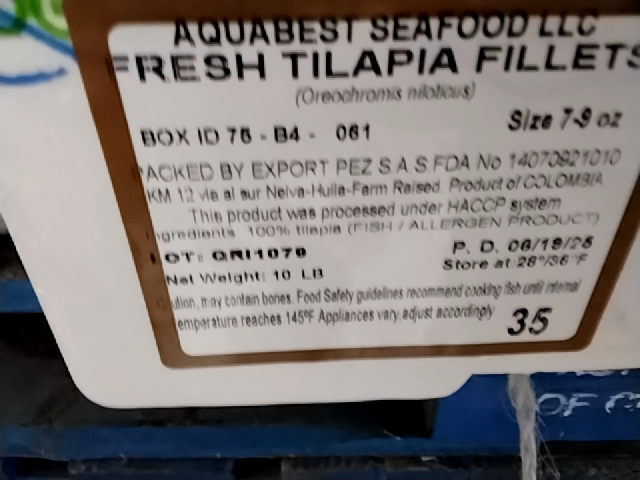 AQUABEST SEAFOOD LLC
FRESH TILAPIA FILLETS
(Oreochromis niloticus)
Size 7-9 oz
BOX ID 76 - B4 - 061
PACKED BY EXPORT PEZ S.A.S. FDA No 14070921010
KM 12 via al sur Neiva-Huila-Farm Raised. Product of COLOMBIA
This product was processed under HACCP system
Ingredients: 100% tilapia (FISH / ALLERGEN PRODUCT)
LOT: QRI1079
P. D. 06/19/25
Net Weight: 10 LB
Store at 28°/36°F
Caution, may contain bones. Food Safety guidelines recommend cooking fish until internal
temperature reaches 145°F Appliances vary, adjust accordingly
35
OF